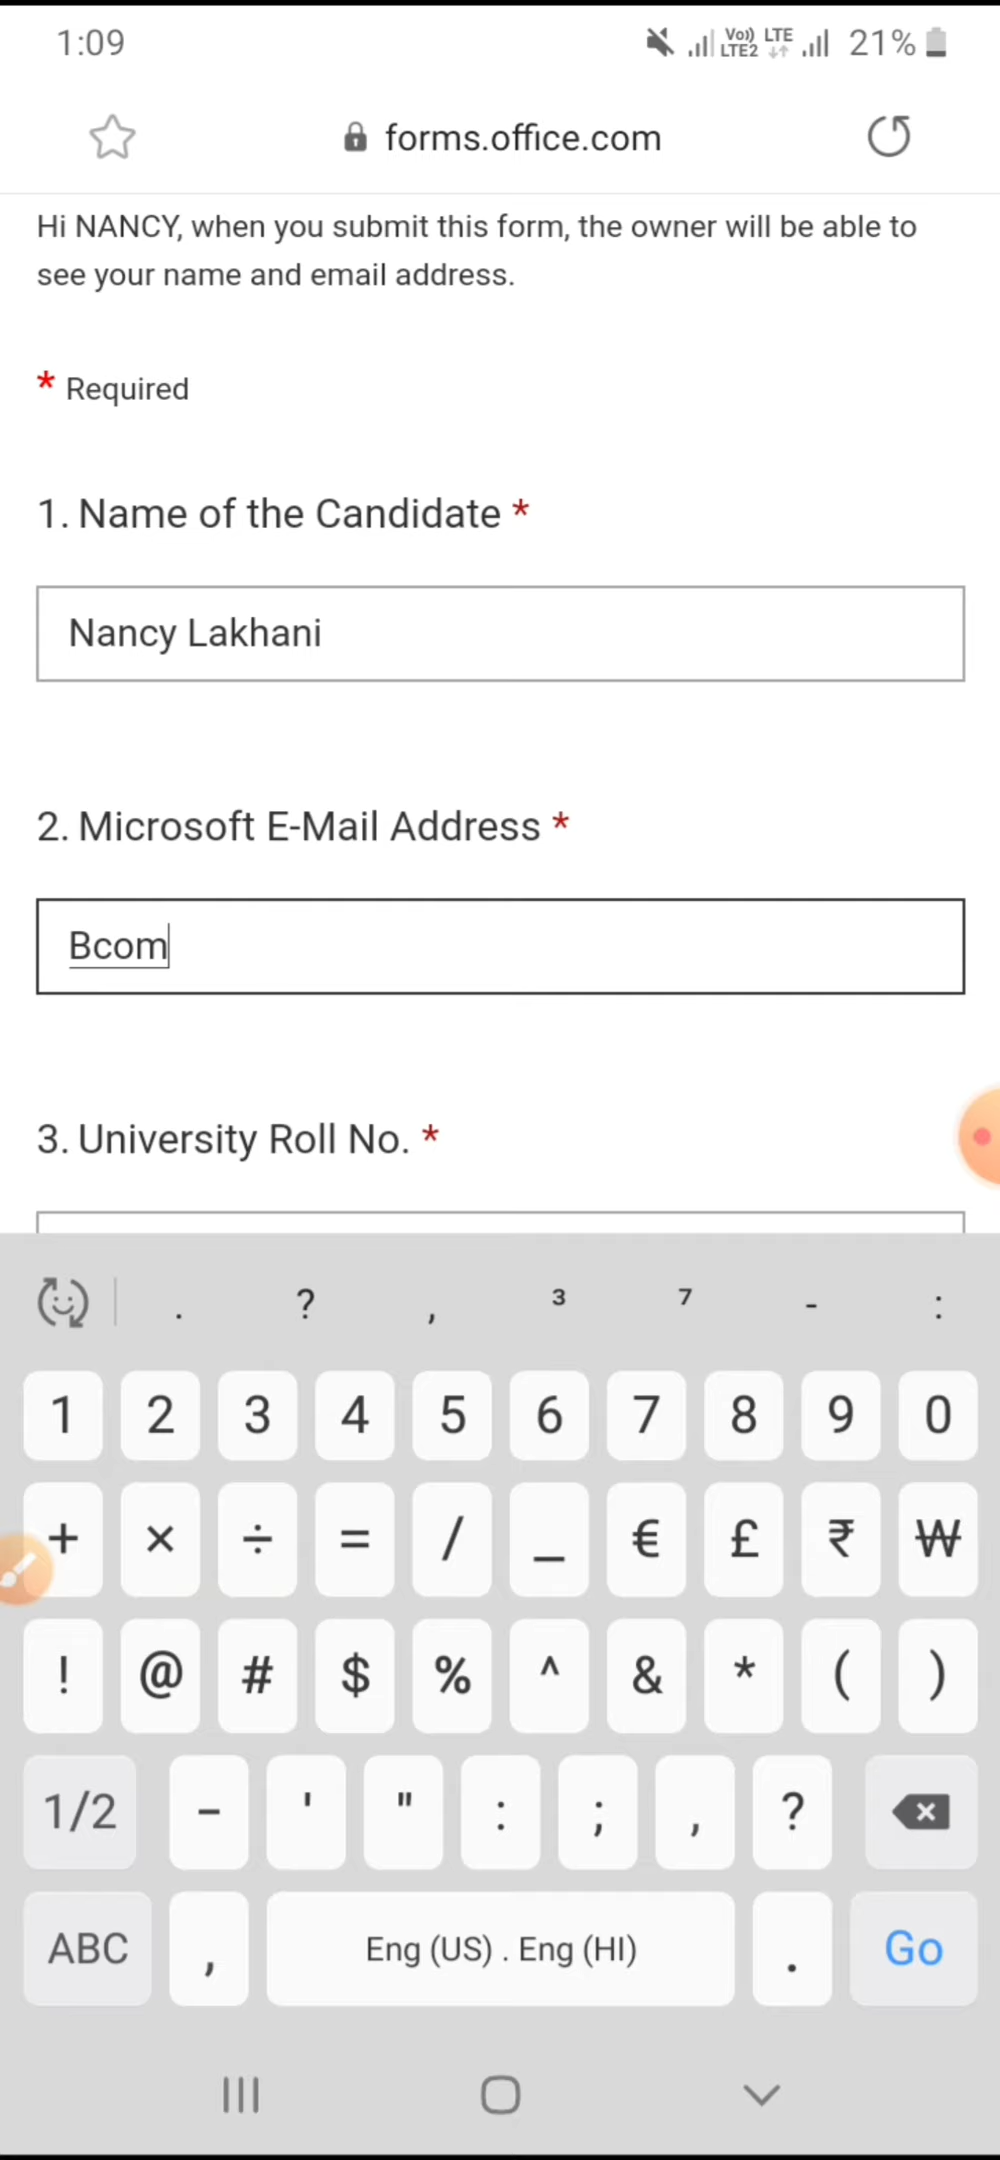 1:09 Vo)) LTE LTE2 21%
forms.office.com
Hi NANCY, when you submit this form, the owner will be able to
see your name and email address.
* Required
1. Name of the Candidate *
Nancy Lakhani
2. Microsoft E-Mail Address *
Bcom
3. University Roll No. *
. ? , ³ ⁷ - :
1 2 3 4 5 6 7 8 9 0
+ × ÷ = / _ € £ ₹ ₩
! @ # $ % ^ & * ( )
1/2 - ' " : ; , ?
ABC , Eng (US) . Eng (HI) . Go